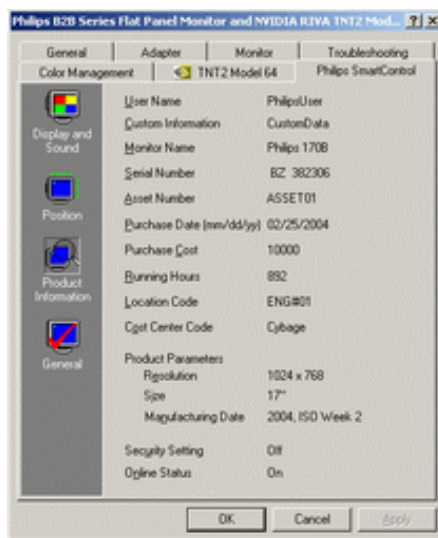 Philips B2B Series Flat Panel Monitor and NVIDIA RIVA TNT2 Mod...
General Adapter Monitor Troubleshooting
Color Management TNT2 Model 64 Philips SmartControl
Display and Sound
Position
Product Information
General
User Name PhilipsUser
Custom Information CustomData
Monitor Name Philips 170B
Serial Number BZ 382306
Asset Number ASSET01
Purchase Date (mm/dd/yy) 02/25/2004
Purchase Cost 10000
Running Hours 892
Location Code ENG#01
Cost Center Code Cybage
Product Parameters
Resolution 1024 x 768
Size 17"
Manufacturing Date 2004, ISO Week 2
Security Setting Off
Online Status On
OK Cancel Apply